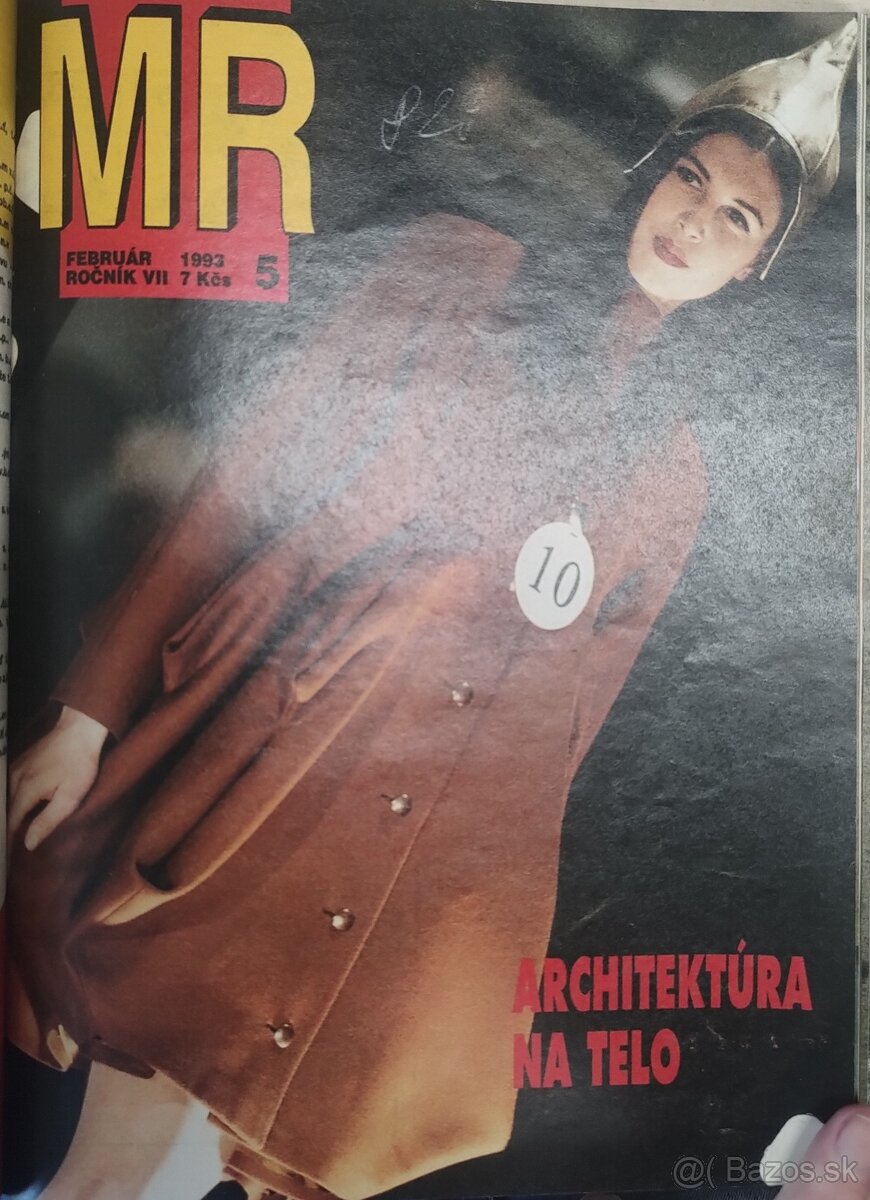 MR
FEBRUÁR 1993
ROČNÍK VII 7 Kčs 5
10
ARCHITEKTÚRA
NA TELO
@( Bazos.sk